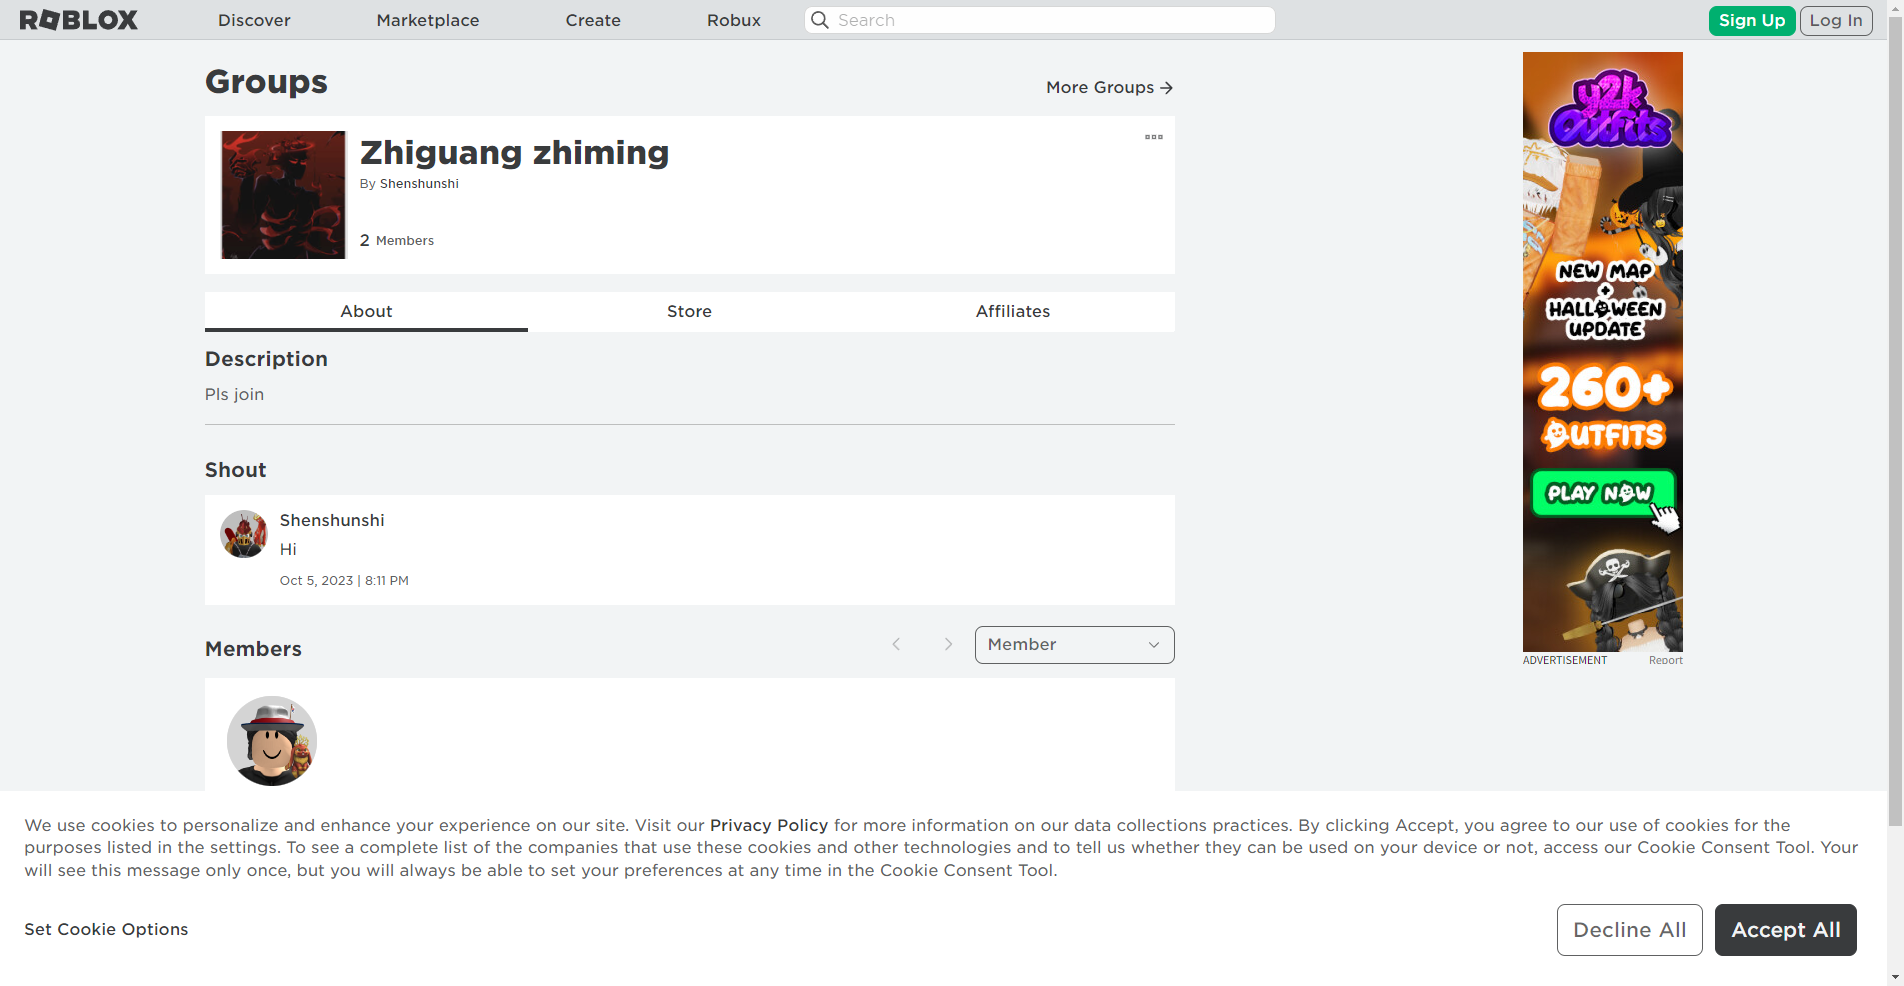 ROBLOX
Discover
Marketplace
Create
Robux
Search
Sign Up
Log In
Groups
More Groups
Zhiguang zhiming
By Shenshunshi
2 Members
About
Store
Affiliates
Description
Pls join
Shout
Shenshunshi
Hi
Oct 5, 2023 | 8:11 PM
Members
Member
y2k
Outfits
NEW MAP
+
HALLOWEEN
UPDATE
260+
OUTFITS
PLAY NOW
ADVERTISEMENT
Report
We use cookies to personalize and enhance your experience on our site. Visit our Privacy Policy for more information on our data collections practices. By clicking Accept, you agree to our use of cookies for the
purposes listed in the settings. To see a complete list of the companies that use these cookies and other technologies and to tell us whether they can be used on your device or not, access our Cookie Consent Tool. Your
will see this message only once, but you will always be able to set your preferences at any time in the Cookie Consent Tool.
Set Cookie Options
Decline All
Accept All